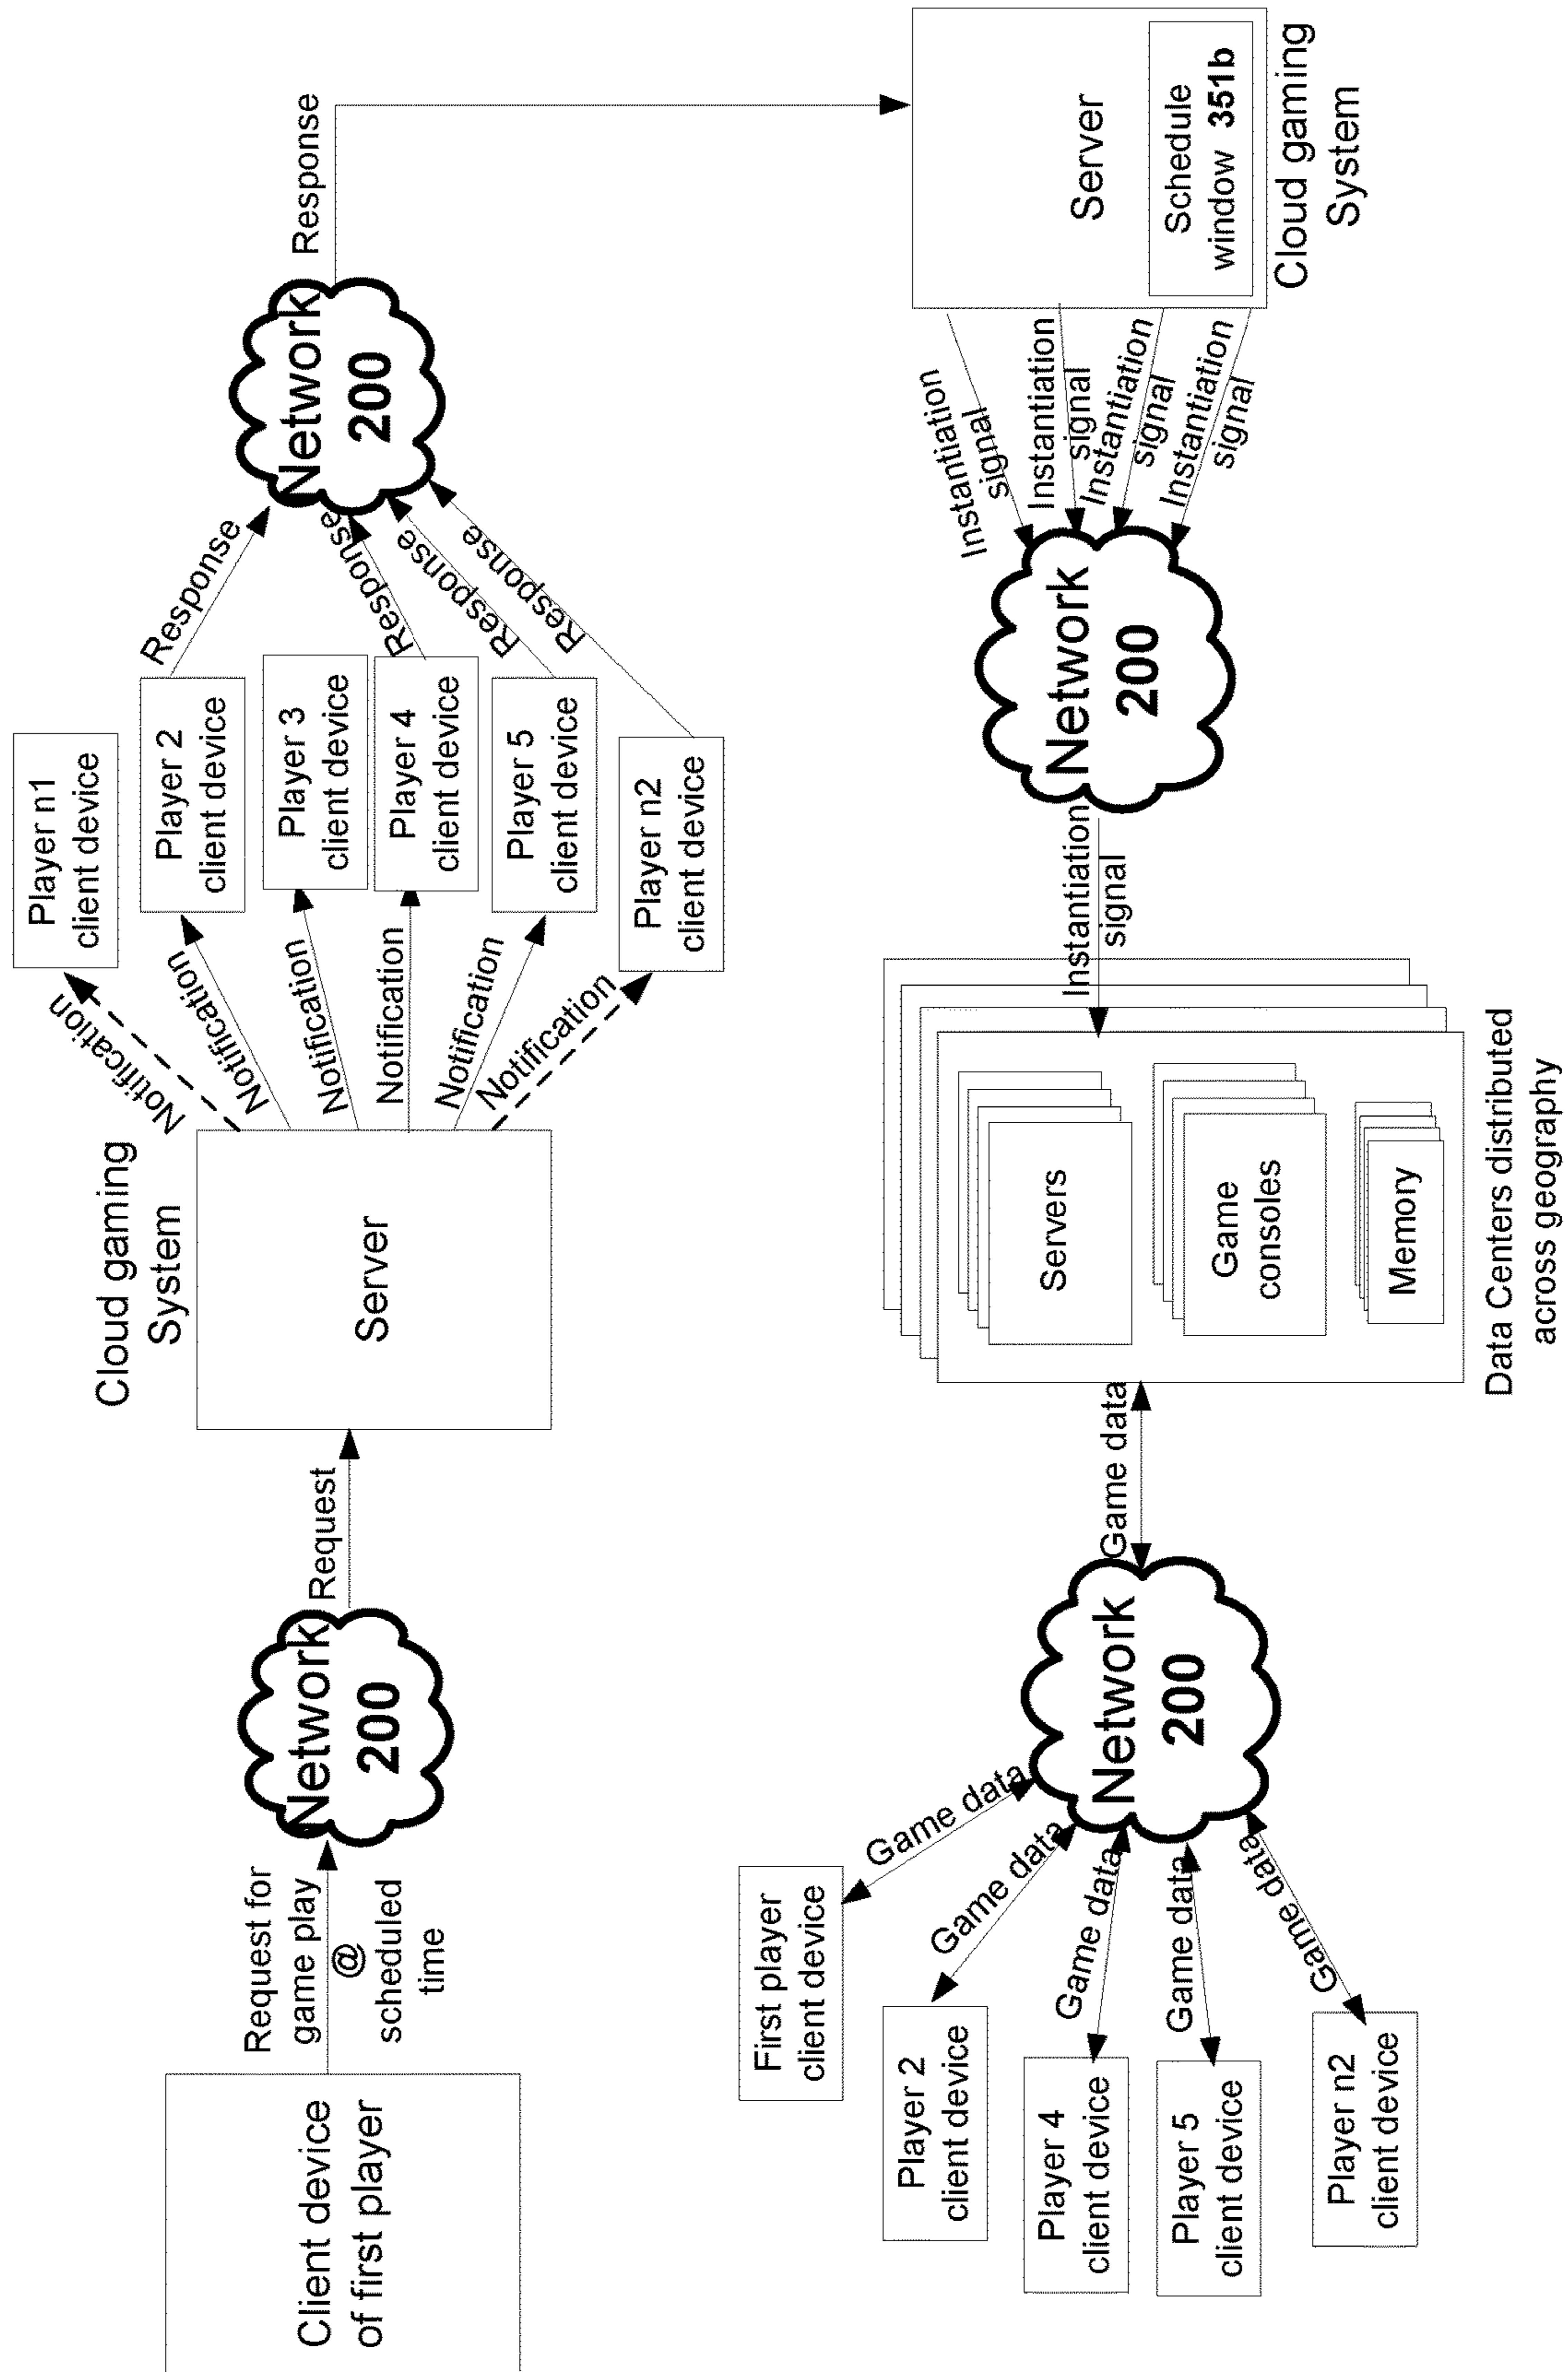 Client device
of first player
Request for
game play
@
scheduled
time
Network
200
Request
Cloud gaming
System
Server
Notification
Notification
Notification
Notification
Notification
Notification
Player n1
client device
Player 2
client device
Player 3
client device
Player 4
client device
Player 5
client device
Player n2
client device
Response
Response
Response
Response
Network
200
Response
First player
client device
Player 2
client device
Player 4
client device
Player 5
client device
Player n2
client device
Game data
Game data
Game data
Game data
Game data
Network
200
Game data
Servers
Game
consoles
Memory
Data Centers distributed
across geography
Instantiation
signal
Network
200
Instantiation
signal
Instantiation
signal
Instantiation
signal
Instantiation
signal
Server
Schedule
window 351b
Cloud gaming
System